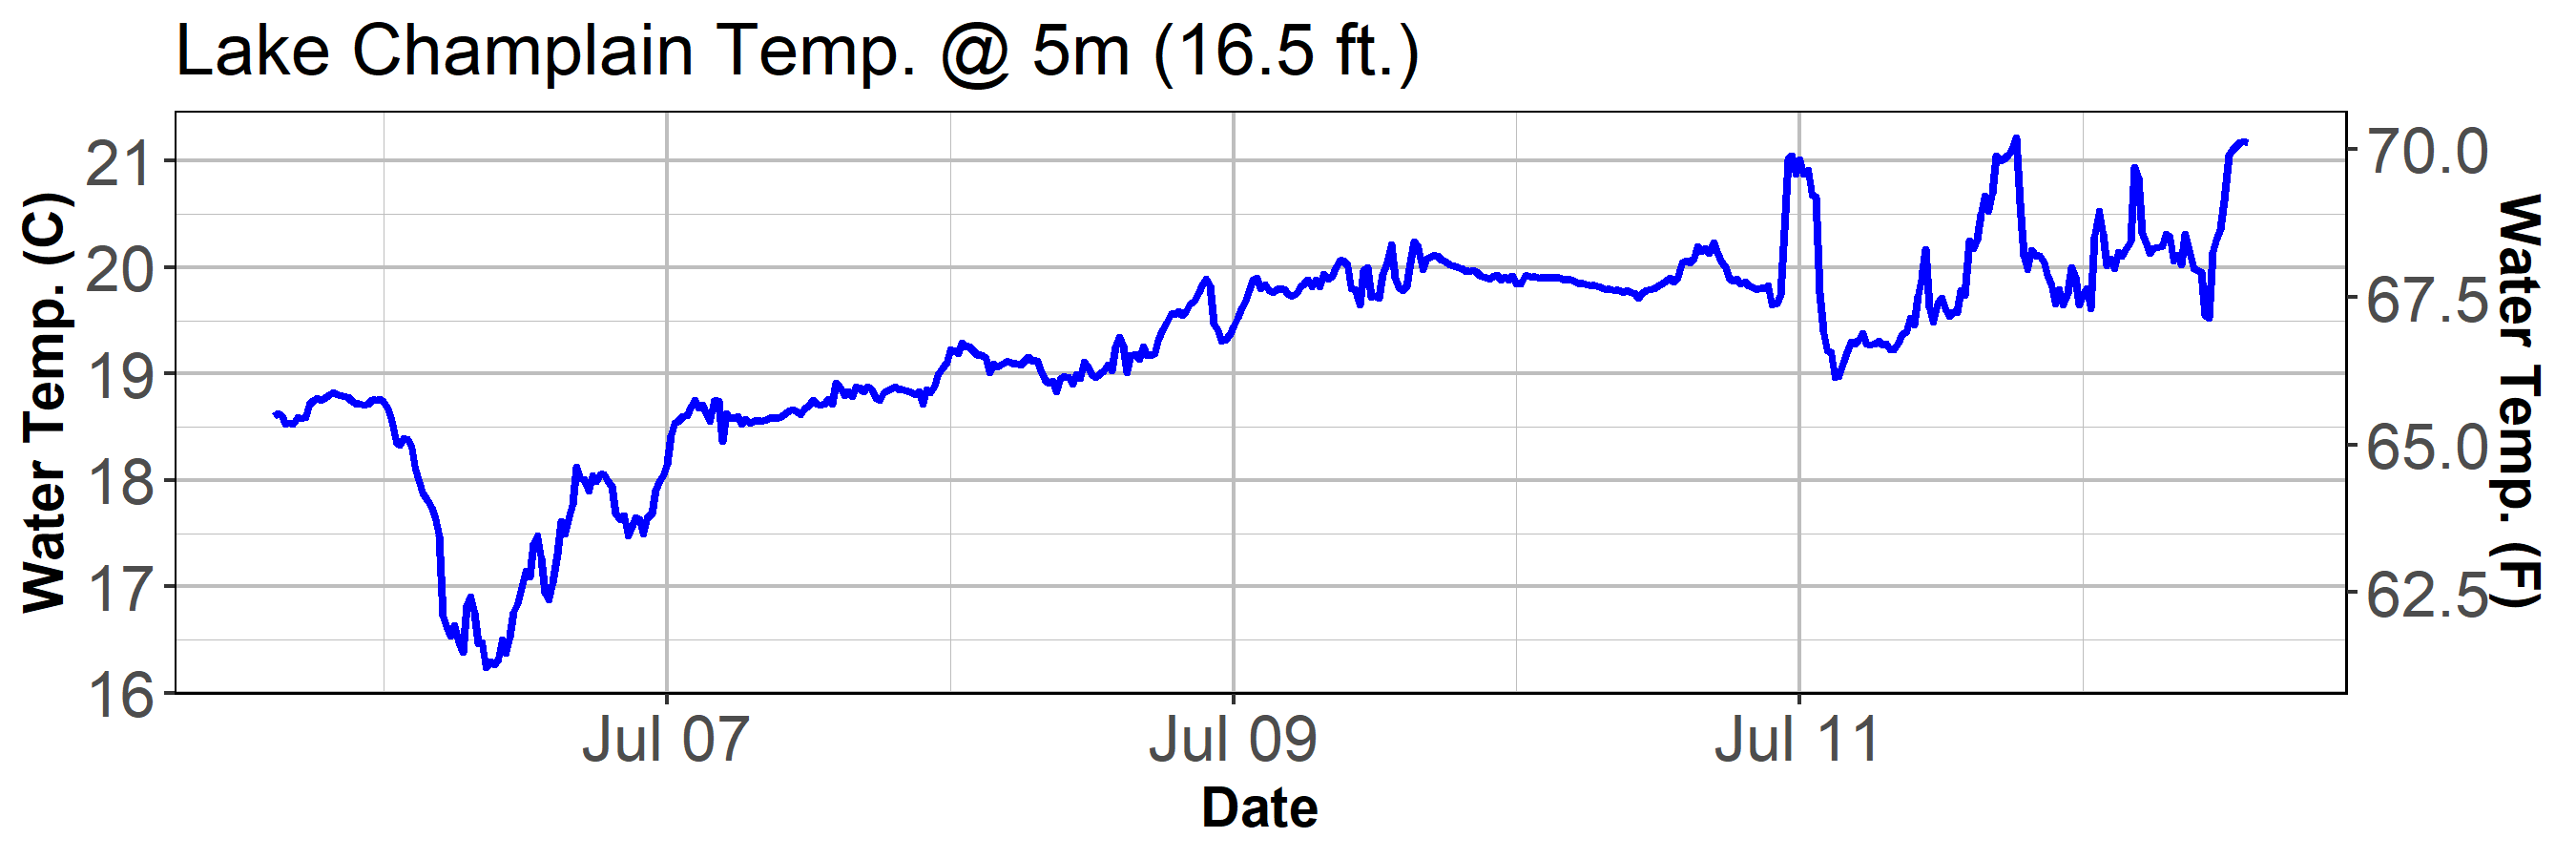 Lake Champlain Temp. @ 5m (16.5 ft.)
Water Temp. (C)
21
20
19
18
17
16
70.0
67.5
65.0
62.5
Water Temp. (F)
Jul 07 Jul 09 Jul 11
Date